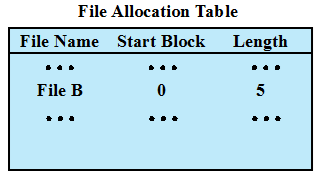 File Allocation Table
File Name Start Block Length
••• ••• •••
File B 0 5
••• ••• •••